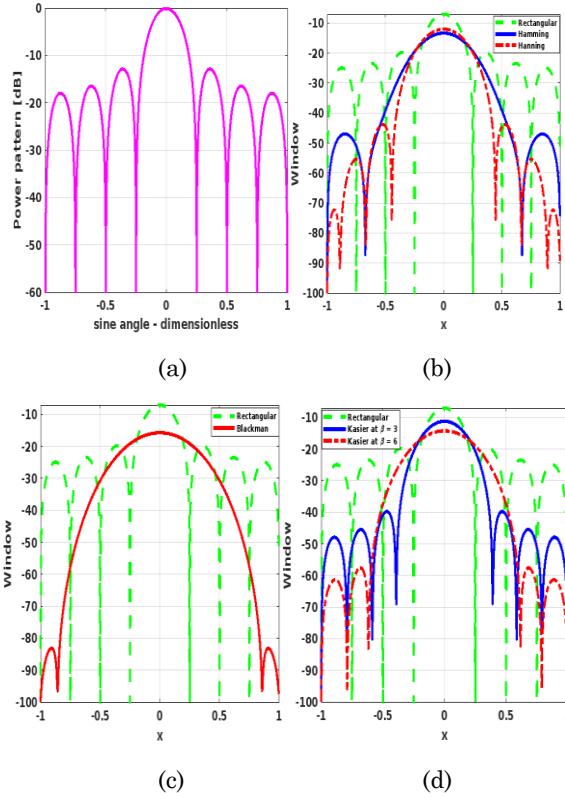 0
-10
-20
-30
-40
-50
-60
Power pattern [dB]
-1
-0.5
0
0.5
1
sine angle - dimensionless
(a)
Rectangular
Hamming
Hanning
-10
-20
-30
-40
-50
-60
-70
-80
-90
-100
Window
-1
-0.5
0
0.5
1
X
(b)
Rectangular
Blackman
-10
-20
-30
-40
-50
-60
-70
-80
-90
-100
Window
-1
-0.5
0
0.5
1
X
(c)
Rectangular
Kasier at β = 3
Kasier at β = 6
-10
-20
-30
-40
-50
-60
-70
-80
-90
-100
Window
-1
-0.5
0
0.5
X
(d)